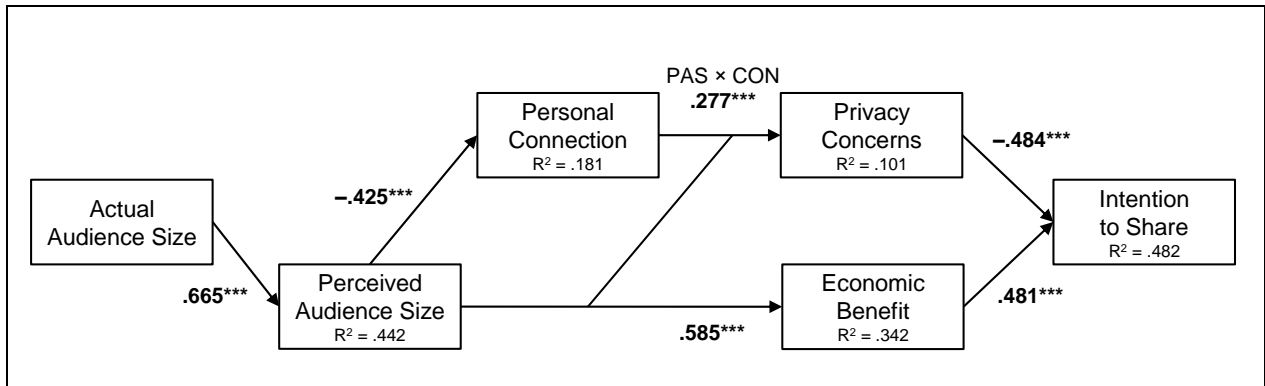 PAS × CON
.277***
Personal
Connection
R² = .181
Privacy
Concerns
R² = .101
–.484***
–.425***
Actual
Audience Size
Intention
to Share
R² = .482
.665***
Perceived
Audience Size
R² = .442
.585***
Economic
Benefit
R² = .342
.481***